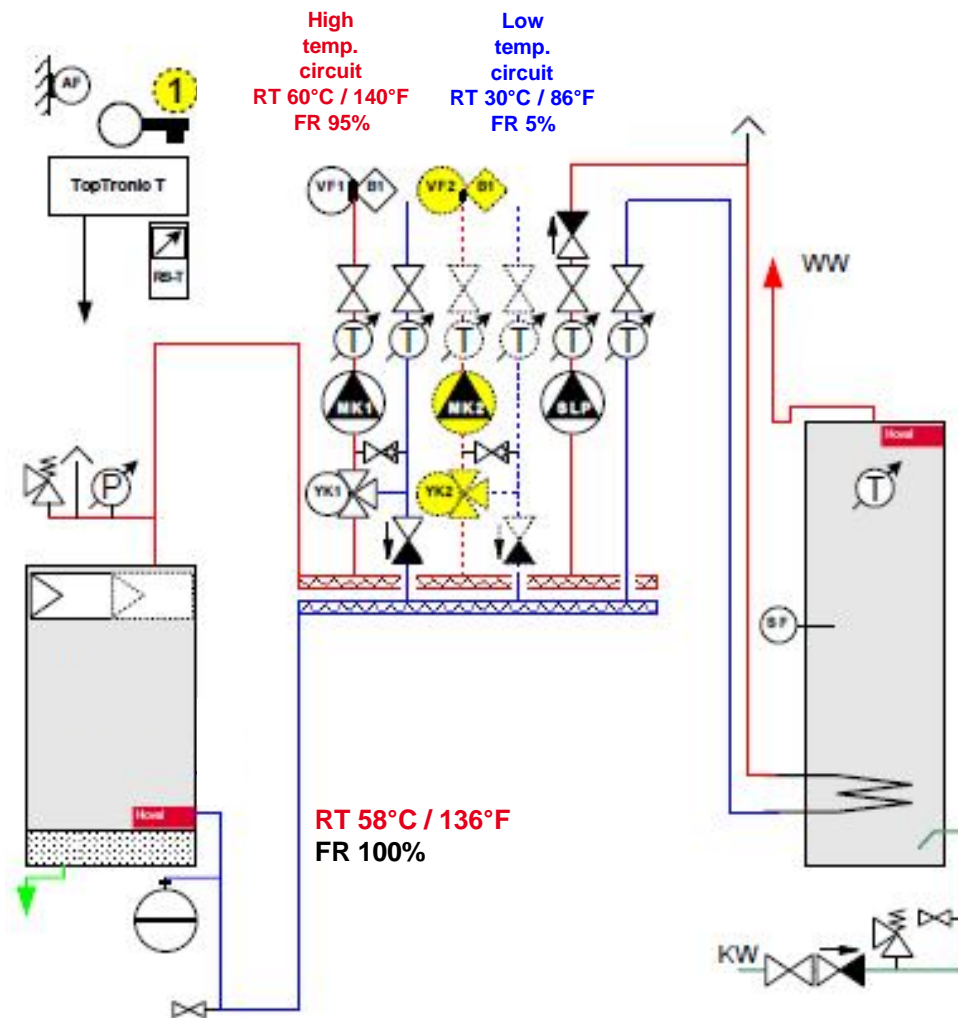 High
temp.
circuit
RT 60°C / 140°F
FR 95%
Low
temp.
circuit
RT 30°C / 86°F
FR 5%
AF
1
TopTronic T
RS-T
VF1
B1
VF2
B1
WW
T
T
T
T
T
T
MK1
MK2
SLP
Hoval
P
T
YK1
YK2
SF
Hoval
RT 58°C / 136°F
FR 100%
KW